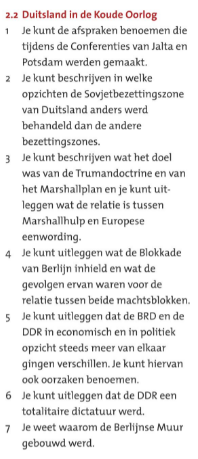 2.2 Duitsland in de Koude Oorlog
1 Je kunt de afspraken benoemen die
tijdens de Conferenties van Jalta en
Potsdam werden gemaakt.
2 Je kunt beschrijven in welke
opzichten de Sovjetbezettingszone
van Duitsland anders werd
behandeld dan de andere
bezettingszones.
3 Je kunt beschrijven wat het doel
was van de Trumandoctrine en van
het Marshallplan en je kunt uit-
leggen wat de relatie is tussen
Marshallhulp en Europese
eenwording.
4 Je kunt uitleggen wat de Blokkade
van Berlijn inhield en wat de
gevolgen ervan waren voor de
relatie tussen beide machtsblokken.
5 Je kunt uitleggen dat de BRD en de
DDR in economisch en in politiek
opzicht steeds meer van elkaar
gingen verschillen. Je kunt hiervan
ook oorzaken benoemen.
6 Je kunt uitleggen dat de DDR een
totalitaire dictatuur werd.
7 Je weet waarom de Berlijnse Muur
gebouwd werd.